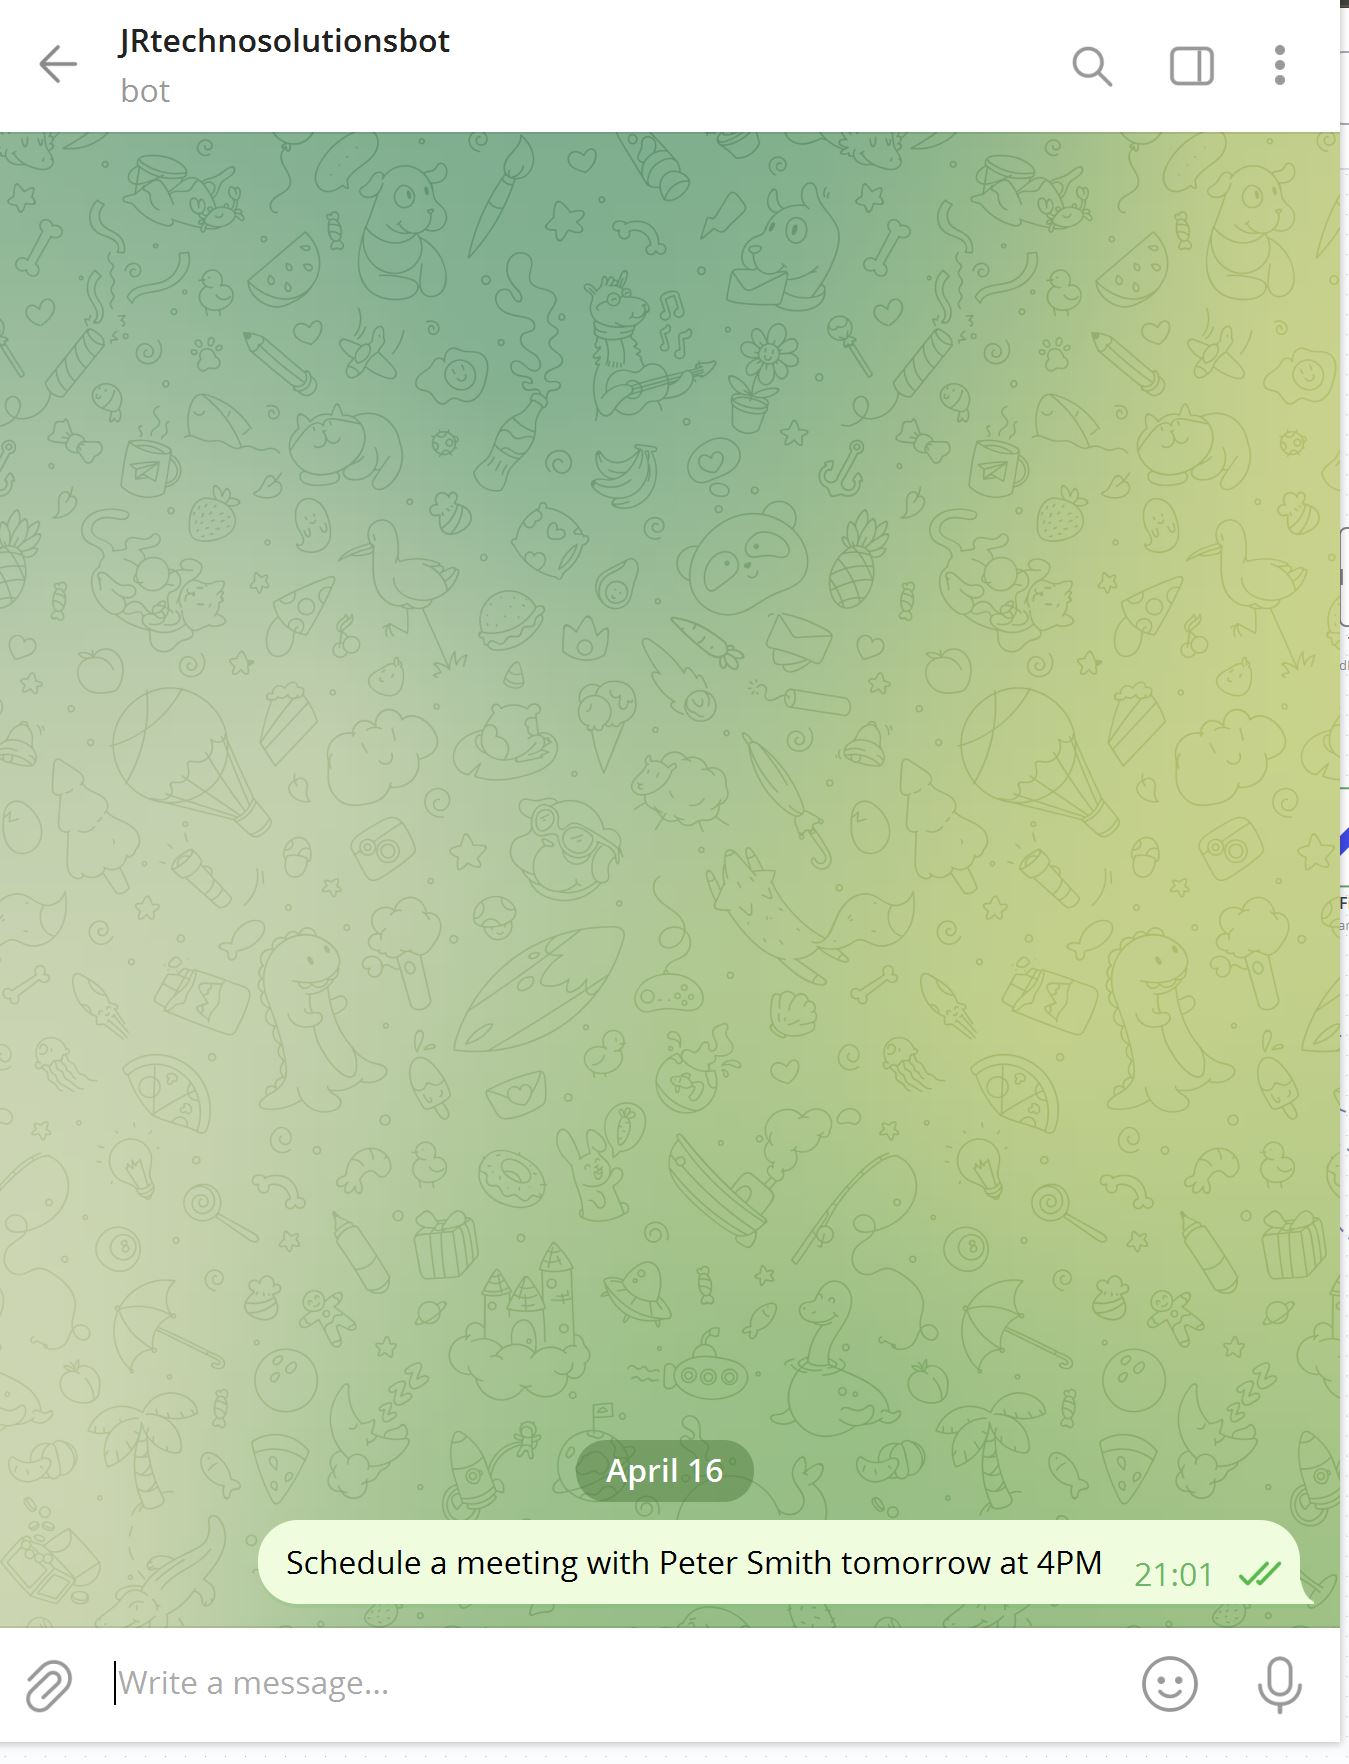 JRtechnosolutionsbot
bot
April 16
Schedule a meeting with Peter Smith tomorrow at 4PM 21:01
Write a message...